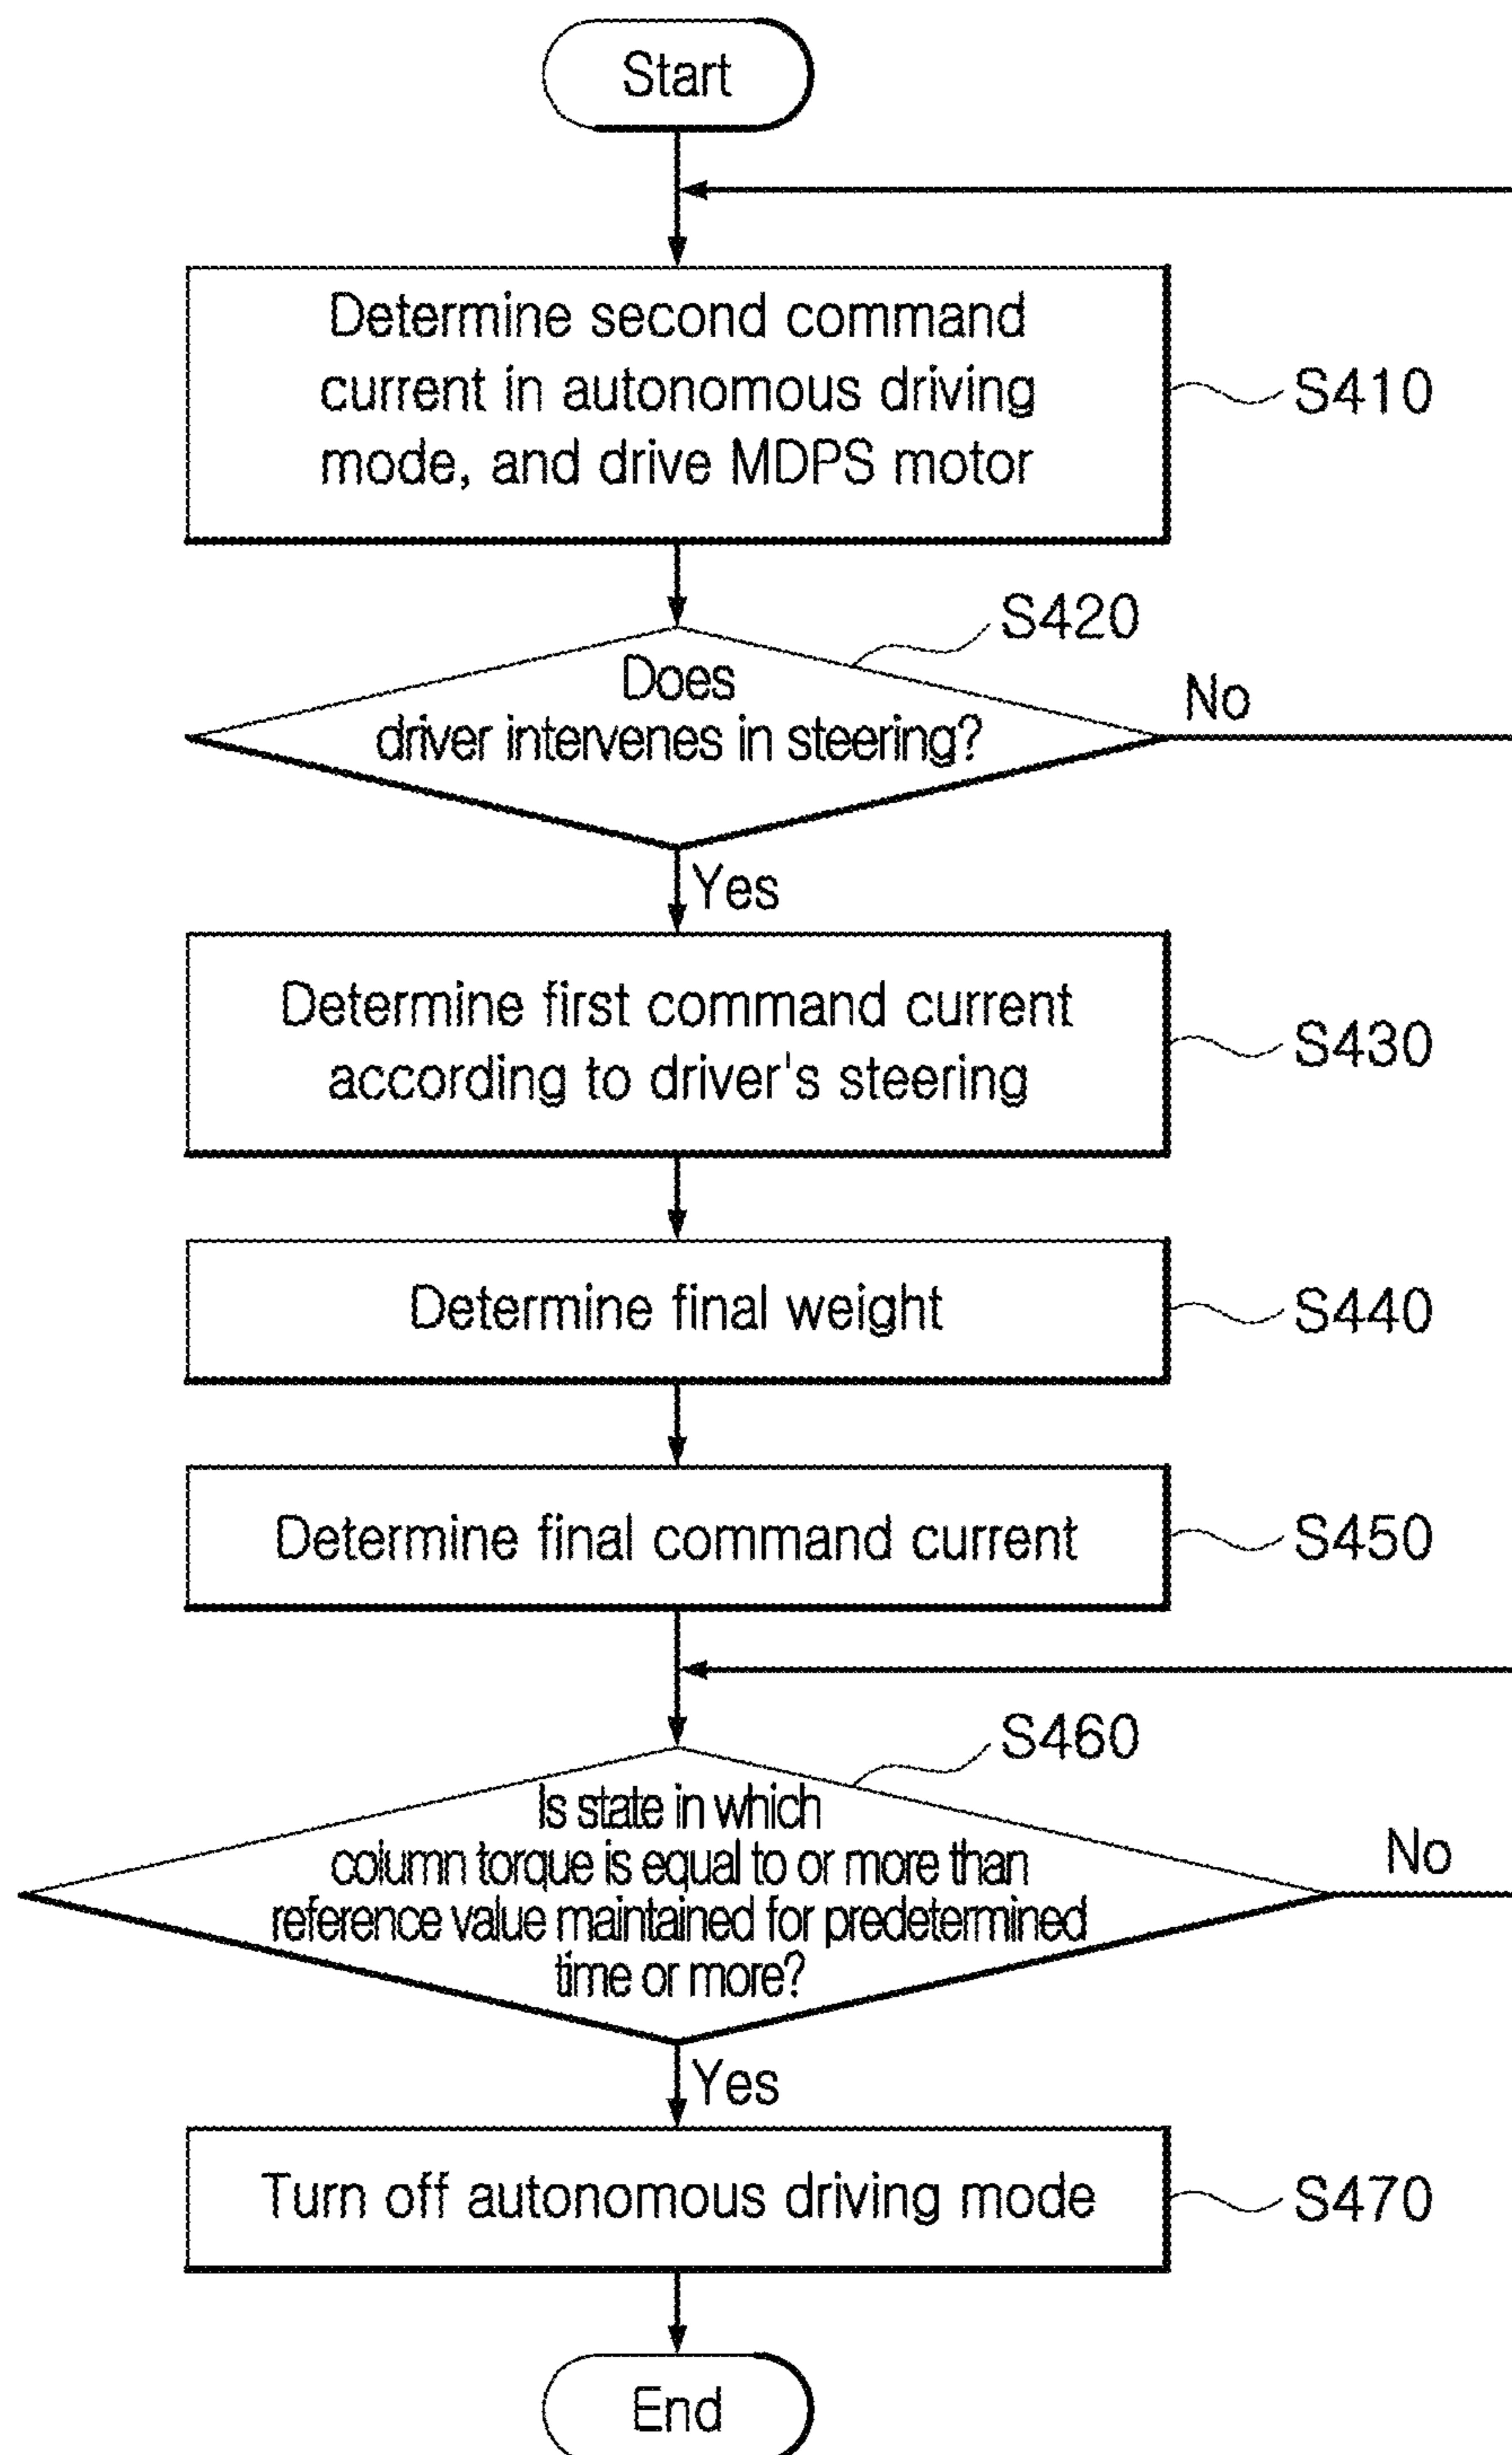 Start
Determine second command
current in autonomous driving
mode, and drive MDPS motor
S410
S420
Does
driver intervenes in steering?
No
Yes
Determine first command current
according to driver's steering
S430
Determine final weight
S440
Determine final command current
S450
S460
Is state in which
column torque is equal to or more than
reference value maintained for predetermined
time or more?
No
Yes
Turn off autonomous driving mode
S470
End